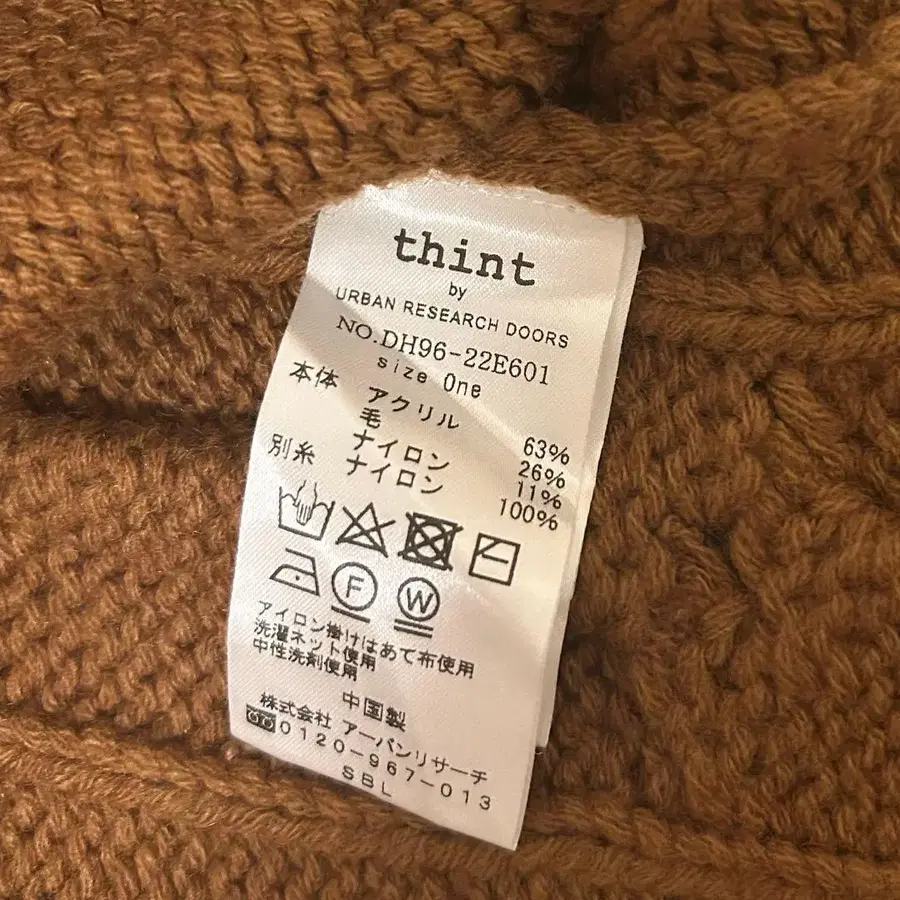 thint
by
URBAN RESEARCH DOORS
NO.DH96-22E601
size One
本体 アクリル 63%
毛 26%
ナイロン 11%
別糸 ナイロン 100%
F W
アイロン掛けはあて布使用
洗濯ネット使用
中性洗剤使用
中国製
株式会社 アーバンリサーチ
0120-967-013
SBL